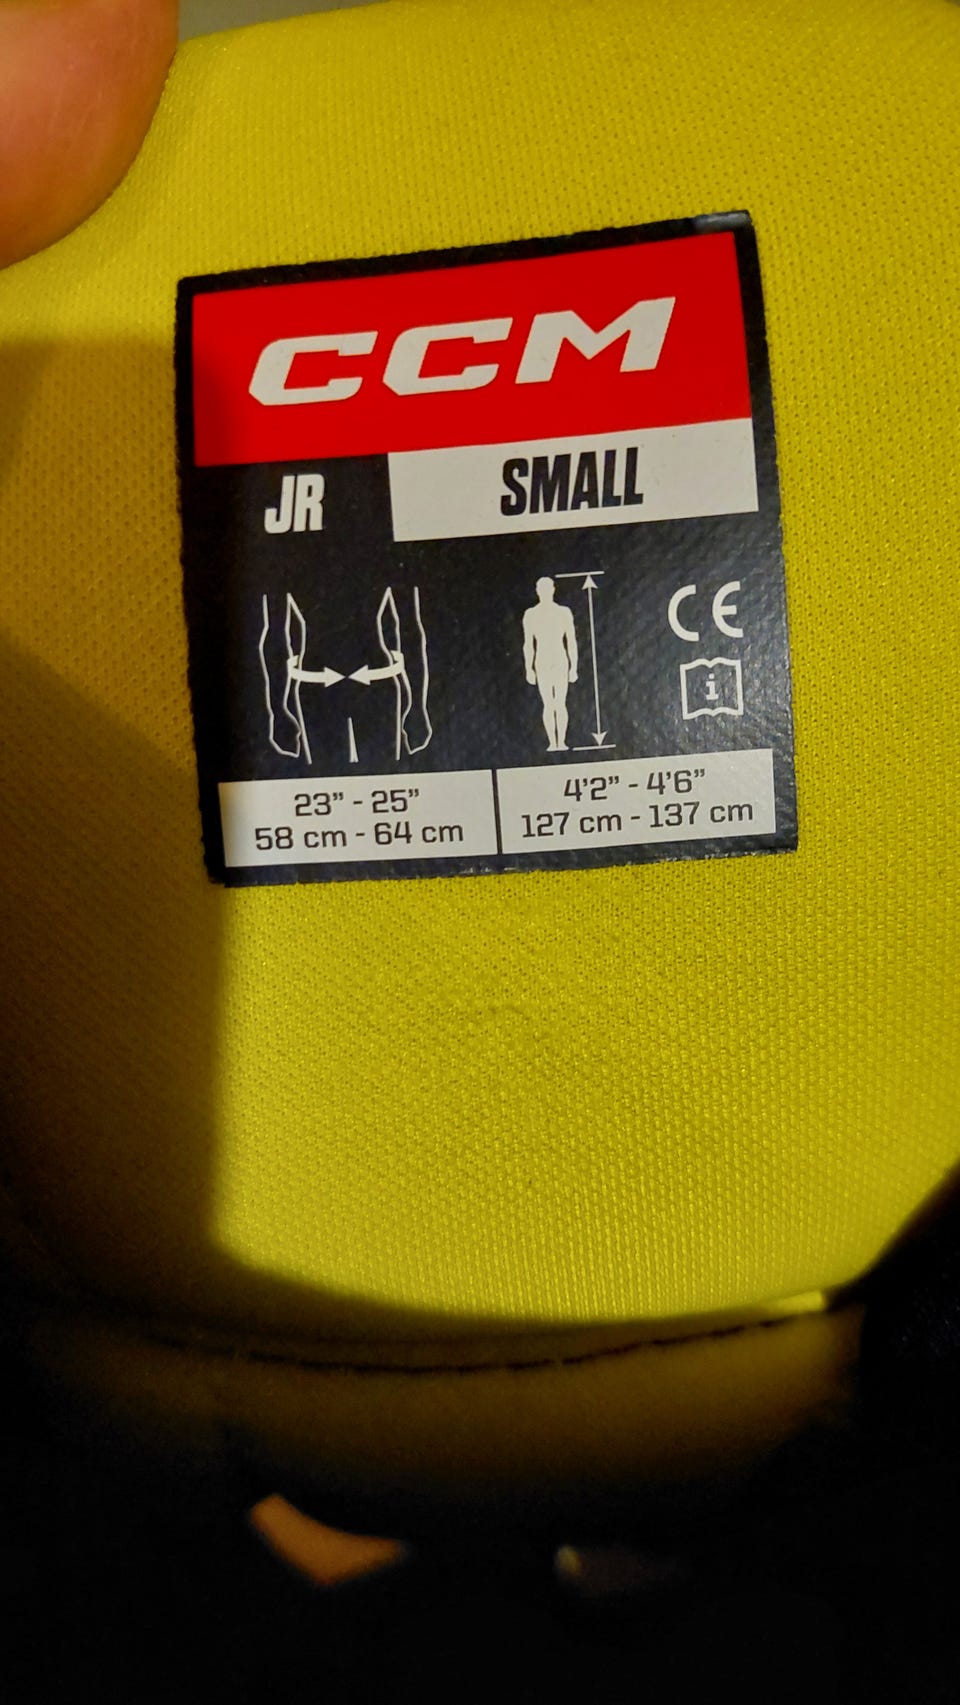 CCM
JR SMALL
CE
i
23” - 25”
58 cm - 64 cm
4’2” - 4’6”
127 cm - 137 cm